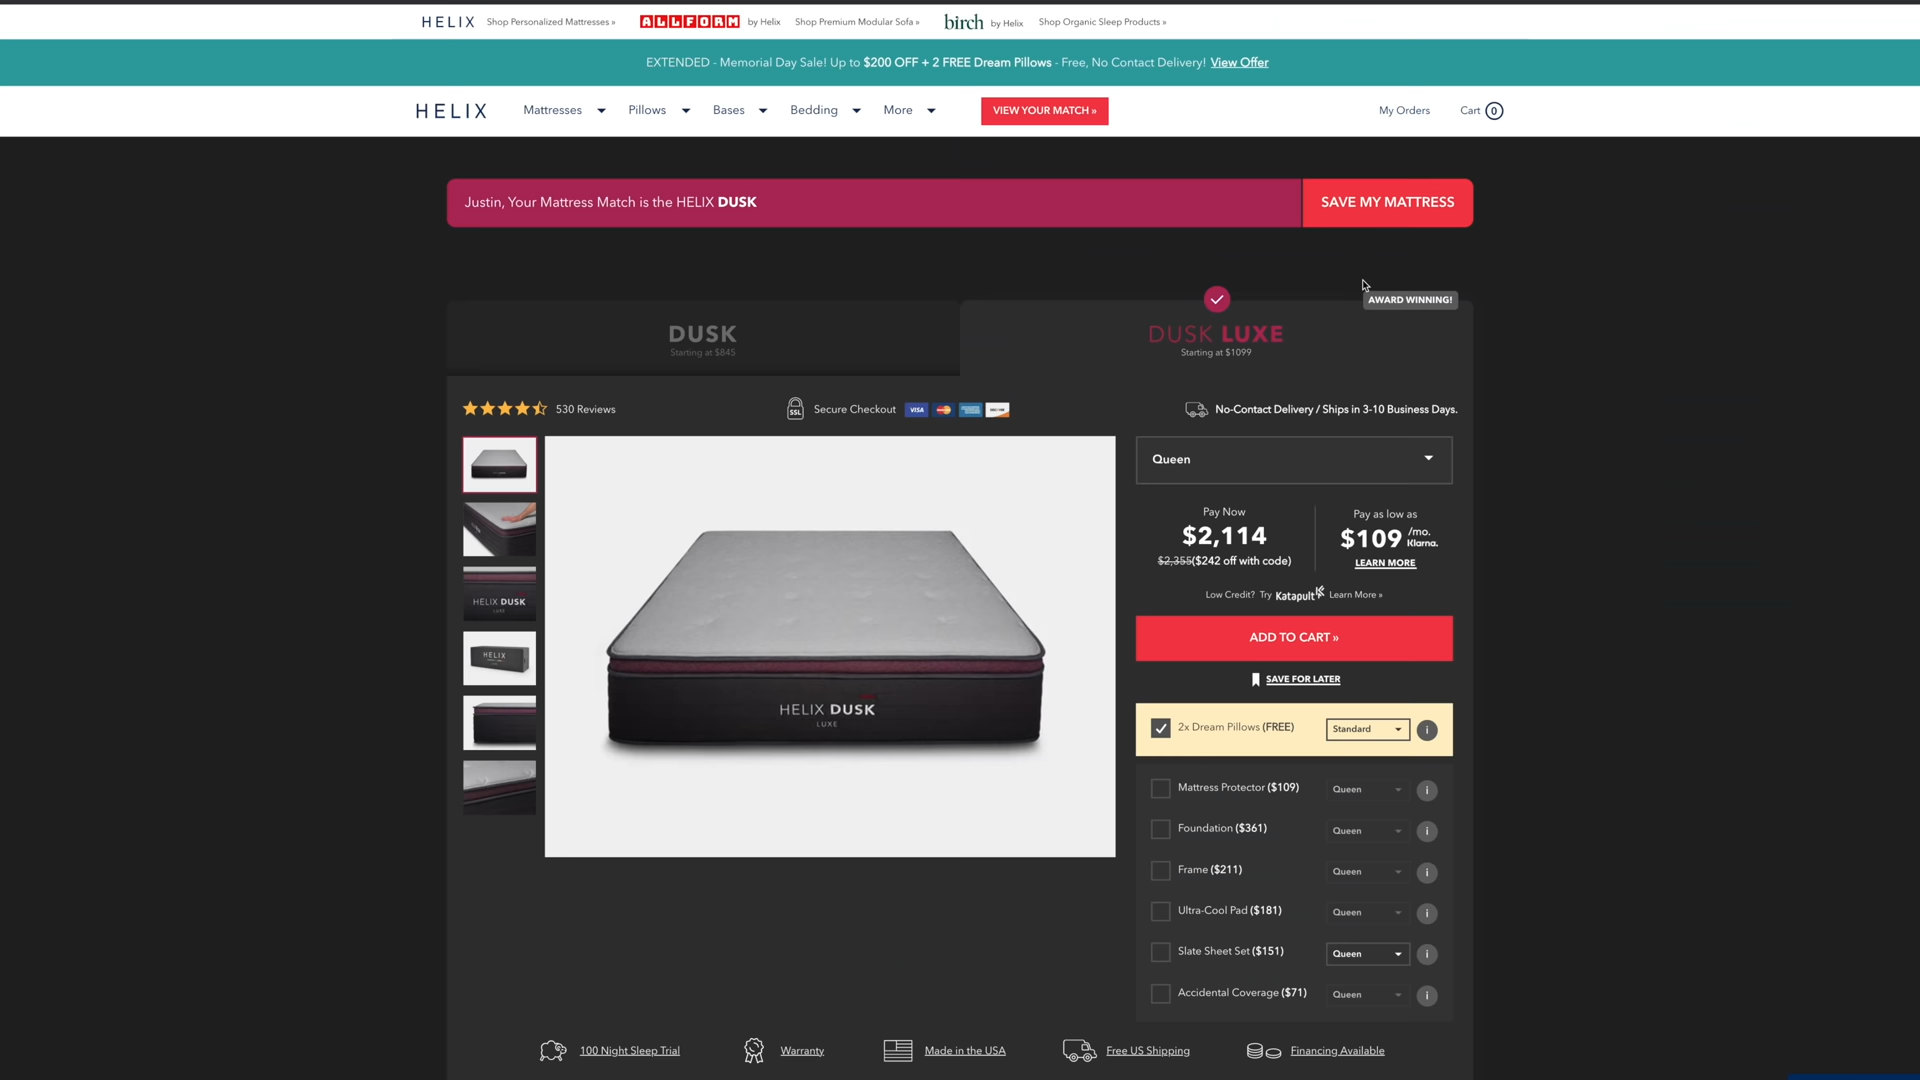 HELIX Shop Personalized Mattresses » ALLFORM by Helix Shop Premium Modular Sofa » birch by Helix Shop Organic Sleep Products »
EXTENDED - Memorial Day Sale! Up to $200 OFF + 2 FREE Dream Pillows - Free, No Contact Delivery! View Offer
HELIX Mattresses Pillows Bases Bedding More VIEW YOUR MATCH » My Orders Cart 0
Justin, Your Mattress Match is the HELIX DUSK SAVE MY MATTRESS
AWARD WINNING!
DUSK
Starting at $845
DUSK LUXE
Starting at $1099
530 Reviews
SSL Secure Checkout VISA
No-Contact Delivery / Ships in 3-10 Business Days.
HELIX DUSK
LUXE
HELIX
HELIX DUSK
LUXE
Queen
Pay Now
$2,114
$2,355($242 off with code)
Pay as low as
$109 /mo. Klarna.
LEARN MORE
Low Credit? Try Katapult Learn More »
ADD TO CART »
SAVE FOR LATER
2x Dream Pillows (FREE) Standard i
Mattress Protector ($109) Queen i
Foundation ($361) Queen i
Frame ($211) Queen i
Ultra-Cool Pad ($181) Queen i
Slate Sheet Set ($151) Queen i
Accidental Coverage ($71) Queen i
100 Night Sleep Trial Warranty Made in the USA Free US Shipping Financing Available